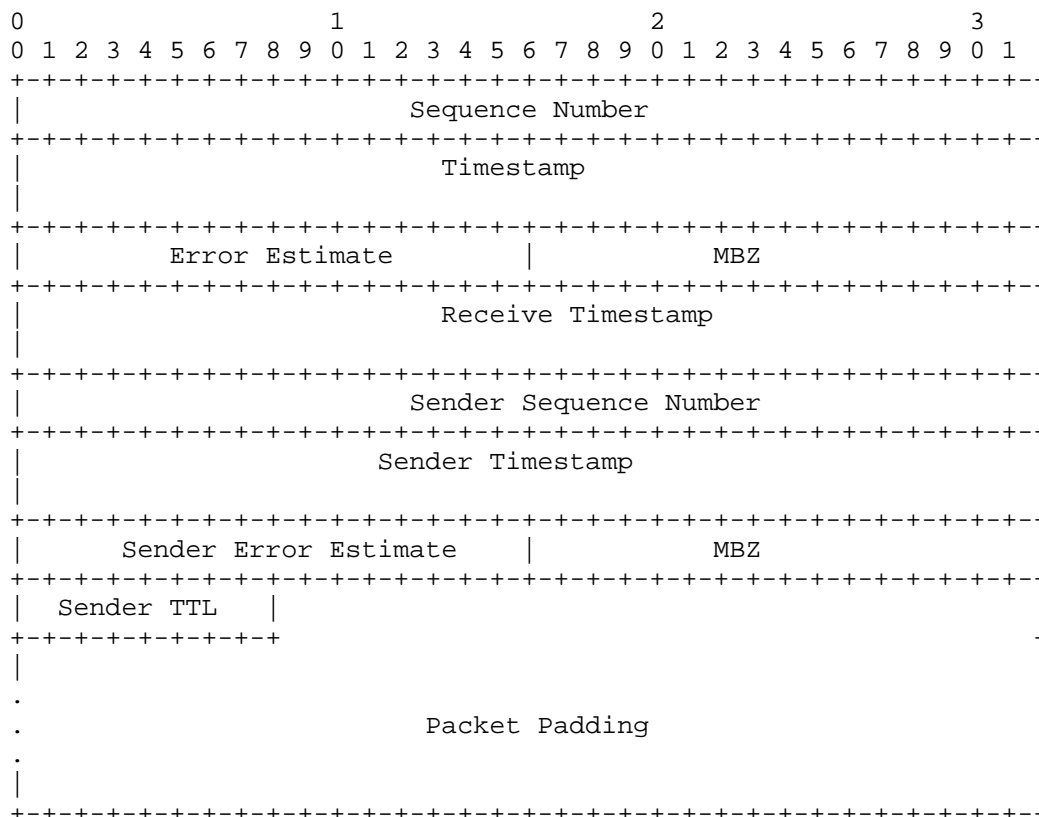 0                   1                   2                   3
0 1 2 3 4 5 6 7 8 9 0 1 2 3 4 5 6 7 8 9 0 1 2 3 4 5 6 7 8 9 0 1
+-+-+-+-+-+-+-+-+-+-+-+-+-+-+-+-+-+-+-+-+-+-+-+-+-+-+-+-+-+-+-+-
|                        Sequence Number
+-+-+-+-+-+-+-+-+-+-+-+-+-+-+-+-+-+-+-+-+-+-+-+-+-+-+-+-+-+-+-+-
|                          Timestamp
|
+-+-+-+-+-+-+-+-+-+-+-+-+-+-+-+-+-+-+-+-+-+-+-+-+-+-+-+-+-+-+-+-
|         Error Estimate        |           MBZ
+-+-+-+-+-+-+-+-+-+-+-+-+-+-+-+-+-+-+-+-+-+-+-+-+-+-+-+-+-+-+-+-
|                          Receive Timestamp
|
+-+-+-+-+-+-+-+-+-+-+-+-+-+-+-+-+-+-+-+-+-+-+-+-+-+-+-+-+-+-+-+-
|                        Sender Sequence Number
+-+-+-+-+-+-+-+-+-+-+-+-+-+-+-+-+-+-+-+-+-+-+-+-+-+-+-+-+-+-+-+-
|                      Sender Timestamp
|
+-+-+-+-+-+-+-+-+-+-+-+-+-+-+-+-+-+-+-+-+-+-+-+-+-+-+-+-+-+-+-+-
|      Sender Error Estimate    |           MBZ
+-+-+-+-+-+-+-+-+-+-+-+-+-+-+-+-+-+-+-+-+-+-+-+-+-+-+-+-+-+-+-+-
|  Sender TTL   |
+-+-+-+-+-+-+-+-+                                               -
|
.
.                         Packet Padding
.
|
+-+-+-+-+-+-+-+-+-+-+-+-+-+-+-+-+-+-+-+-+-+-+-+-+-+-+-+-+-+-+-+-